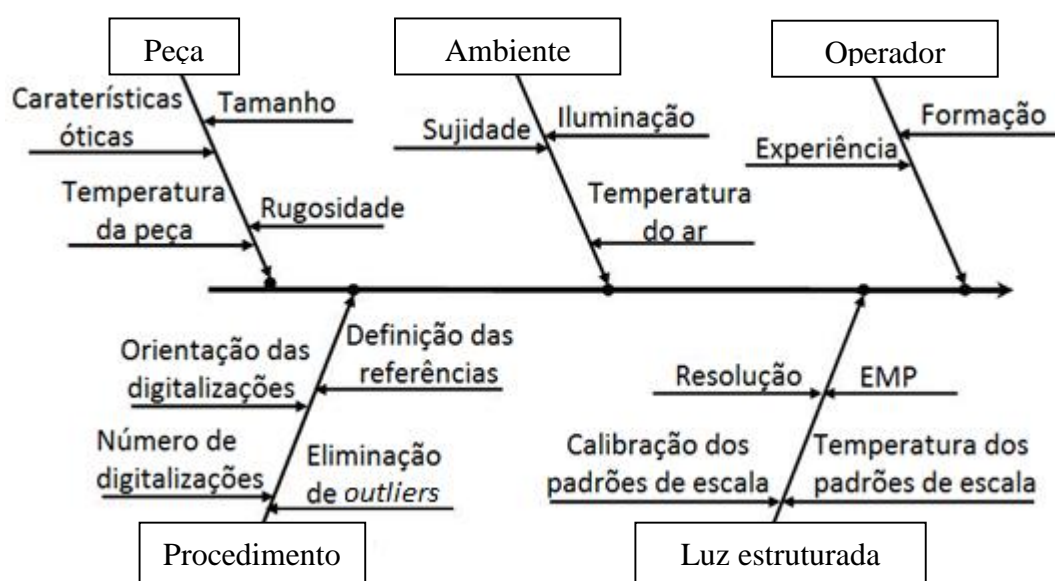 Peça
Ambiente
Operador
Caraterísticas
óticas
Tamanho
Temperatura
da peça
Rugosidade
Sujidade
Iluminação
Temperatura
do ar
Formação
Experiência
Orientação das
digitalizações
Definição das
referências
Número de
digitalizações
Eliminação
de outliers
Resolução
EMP
Calibração dos
padrões de escala
Temperatura dos
padrões de escala
Procedimento
Luz estruturada